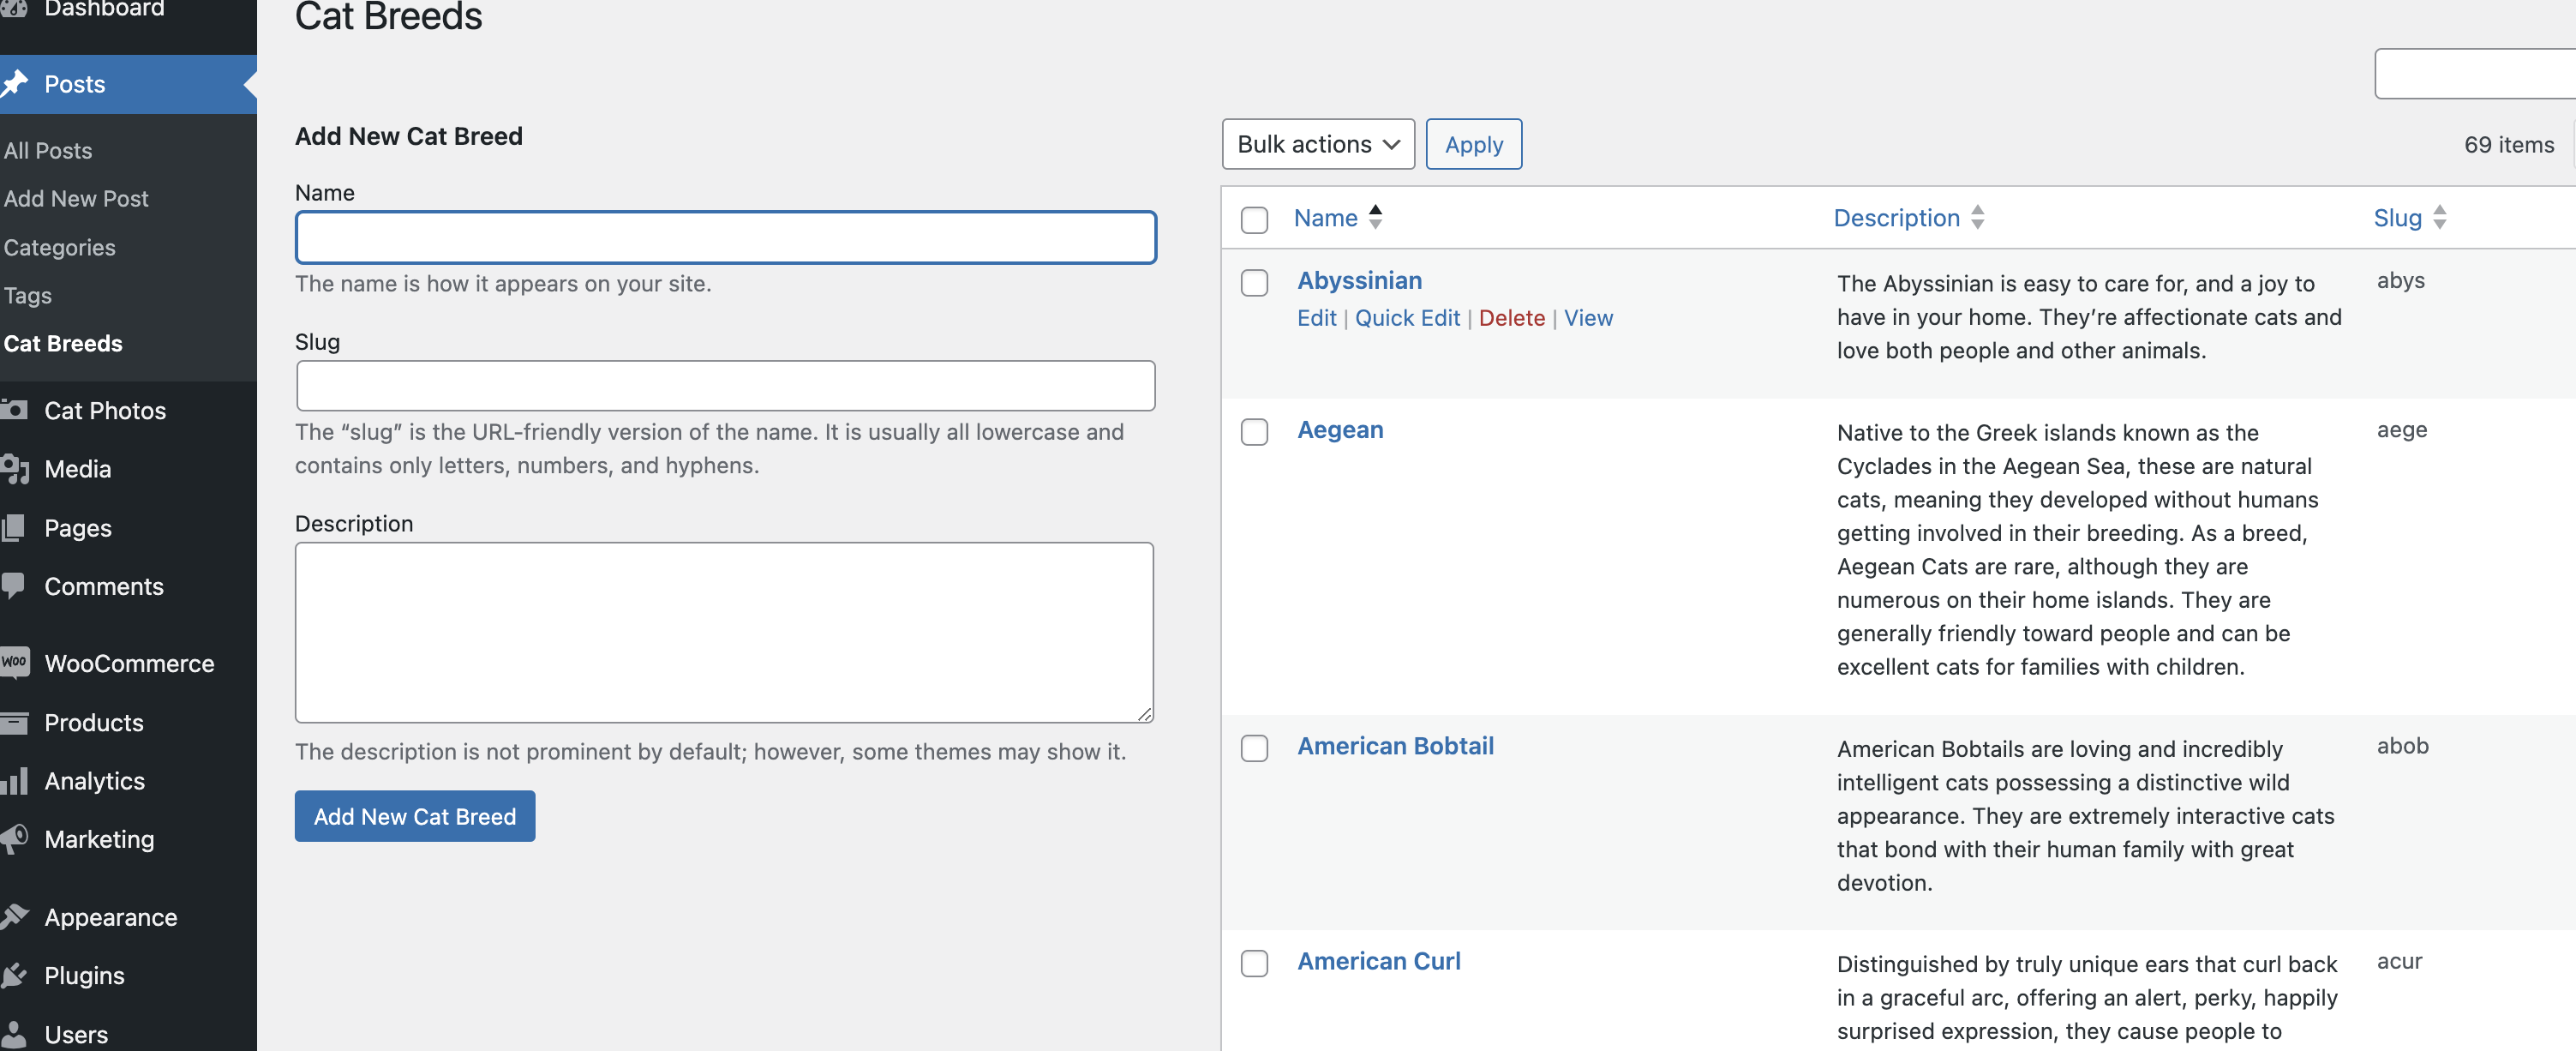 Dashboard
Posts
All Posts
Add New Post
Categories
Tags
Cat Breeds
Cat Photos
Media
Pages
Comments
Woo WooCommerce
Products
Analytics
Marketing
Appearance
Plugins
Users
Cat Breeds
Add New Cat Breed
Name
The name is how it appears on your site.
Slug
The “slug” is the URL-friendly version of the name. It is usually all lowercase and
contains only letters, numbers, and hyphens.
Description
The description is not prominent by default; however, some themes may show it.
Add New Cat Breed
Bulk actions Apply
69 items
Name Description Slug
Abyssinian
Edit | Quick Edit | Delete | View
The Abyssinian is easy to care for, and a joy to
have in your home. They’re affectionate cats and
love both people and other animals.
abys
Aegean
Native to the Greek islands known as the
Cyclades in the Aegean Sea, these are natural
cats, meaning they developed without humans
getting involved in their breeding. As a breed,
Aegean Cats are rare, although they are
numerous on their home islands. They are
generally friendly toward people and can be
excellent cats for families with children.
aege
American Bobtail
American Bobtails are loving and incredibly
intelligent cats possessing a distinctive wild
appearance. They are extremely interactive cats
that bond with their human family with great
devotion.
abob
American Curl
Distinguished by truly unique ears that curl back
in a graceful arc, offering an alert, perky, happily
surprised expression, they cause people to
acur